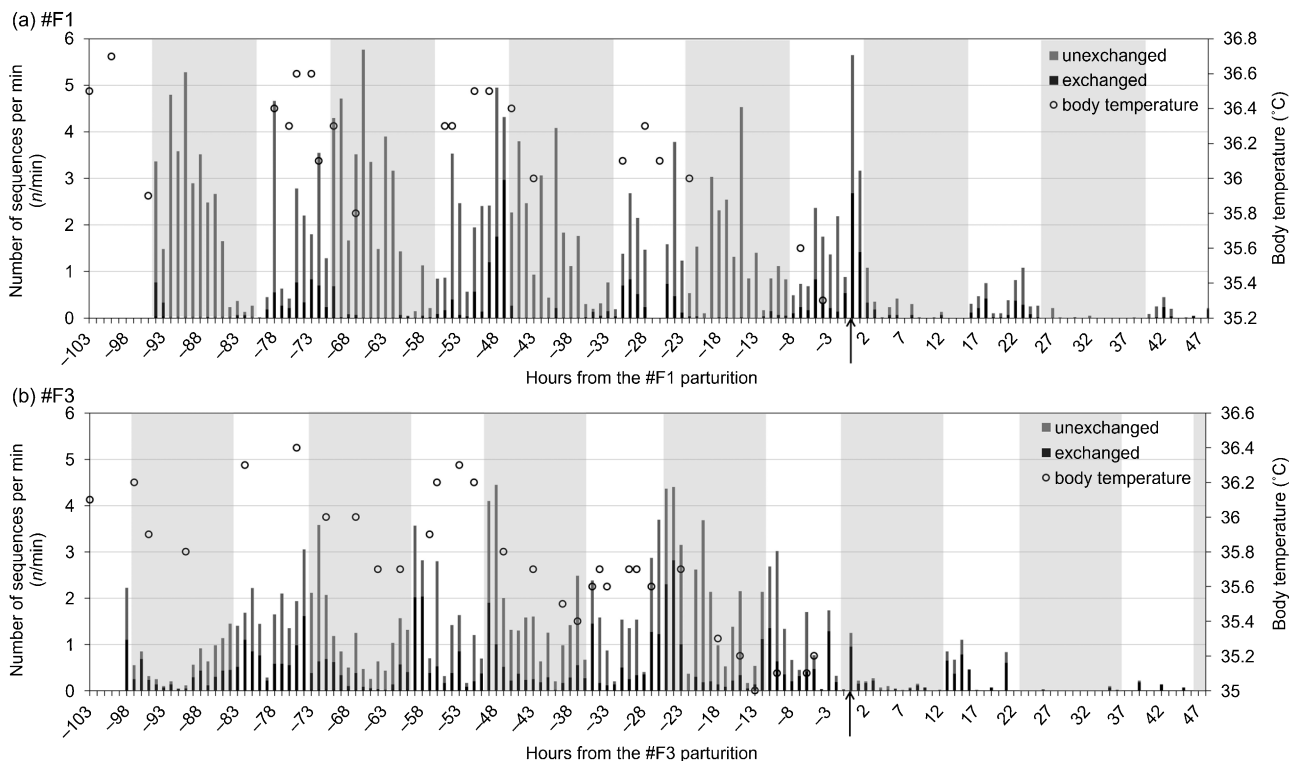 (a) #F1
Number of sequences per min
(n/min)
6
5
4
3
2
1
0
unexchanged
exchanged
body temperature
36.8
36.6
36.4
36.2
36
35.8
35.6
35.4
35.2
Body temperature (˚C)
–103 –98 –93 –88 –83 –78 –73 –68 –63 –58 –53 –48 –43 –38 –33 –28 –23 –18 –13 –8 –3 2 7 12 17 22 27 32 37 42 47
Hours from the #F1 parturition
(b) #F3
Number of sequences per min
(n/min)
6
5
4
3
2
1
0
unexchanged
exchanged
body temperature
36.6
36.4
36.2
36
35.8
35.6
35.4
35.2
35
Body temperature (˚C)
–103 –98 –93 –88 –83 –78 –73 –68 –63 –58 –53 –48 –43 –38 –33 –28 –23 –18 –13 –8 –3 2 7 12 17 22 27 32 37 42 47
Hours from the #F3 parturition